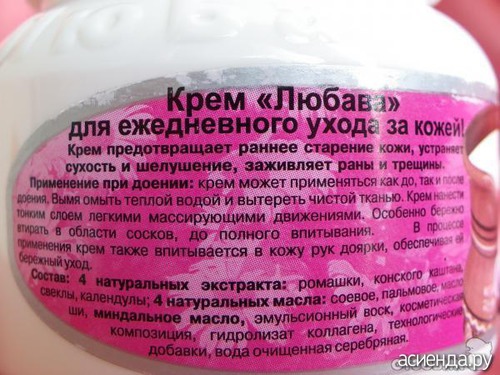 Крем «Любава»
для ежедневного ухода за кожей!
Крем предотвращает раннее старение кожи, устраняет
сухость и шелушение, заживляет раны и трещины.
Применение при доении: крем может применяться как до, так и после
доения. Вымя омыть теплой водой и вытереть чистой тканью. Крем нанести
тонким слоем легкими массирующими движениями. Особенно бережно
втирать в области сосков, до полного впитывания. В процессе
применения крем также впитывается в кожу рук доярки, обеспечивая ей
бережный уход.
Состав: 4 натуральных экстракта: ромашки, конского каштана,
свеклы, календулы; 4 натуральных масла: соевое, пальмовое, масло
ши, миндальное масло, эмульсионный воск, косметическая
композиция, гидролизат коллагена, технологические
добавки, вода очищенная серебряная.
асиенда.ру